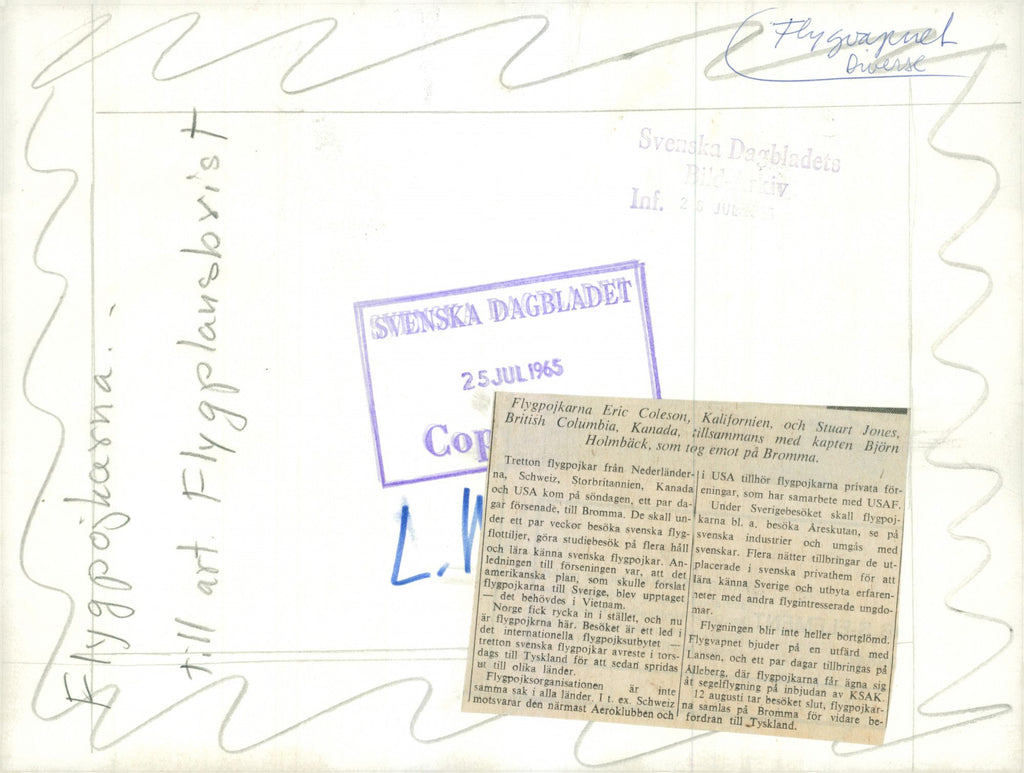 Flygvapnet
Diverse
Svenska Dagbladets
Bild-Arkiv.
Inf. 26 JUL 1965
Flygpojkarna.-
till art. Flygplansbrist
SVENSKA DAGBLADET
25 JUL 1965
Cop
L.
Flygpojkarna Eric Coleson, Kalifornien, och Stuart Jones,
British Columbia, Kanada, tillsammans med kapten Björn
Holmbäck, som tog emot på Bromma.
Tretton flygpojkar från Nederländer-
na, Schweiz, Storbritannien, Kanada
och USA kom på söndagen, ett par da-
gar försenade, till Bromma. De skall un-
der ett par veckor besöka svenska flyg-
flottiljer, göra studiebesök på flera håll
och lära känna svenska flygpojkar. An-
ledningen till förseningen var, att det
amerikanska plan, som skulle forslat
flygpojkarna till Sverige, blev upptaget
— det behövdes i Vietnam.
Norge fick rycka in i stället, och nu
är flygpojkrna här. Besöket är ett led i
det internationella flygpojksutbytet —
tretton svenska flygpojkar avreste i tors-
dags till Tyskland för att sedan spridas
ut till olika länder.
Flygpojksorganisationen är inte
samma sak i alla länder. I t. ex. Schweiz
motsvarar den närmast Aeroklubben och
i USA tillhör flygpojkarna privata för-
eningar, som har samarbete med USAF.
Under Sverigebesöket skall flygpoj-
karna bl. a. besöka Åreskutan, se på
svenska industrier och umgås med
svenskar. Flera nätter tillbringar de ut-
placerade i svenska privathem för att
lära känna Sverige och utbyta erfaren-
heter med andra flygintresserade ungdo-
mar.
Flygningen blir inte heller bortglömd.
Flygvapnet bjuder på en utfärd med
Lansen, och ett par dagar tillbringas på
Ålleberg, där flygpojkarna får ägna sig
åt segelflygning på inbjudan av KSAK.
12 augusti tar besöket slut, flygpojkar-
na samlas på Bromma för vidare be-
fordran till Tyskland.